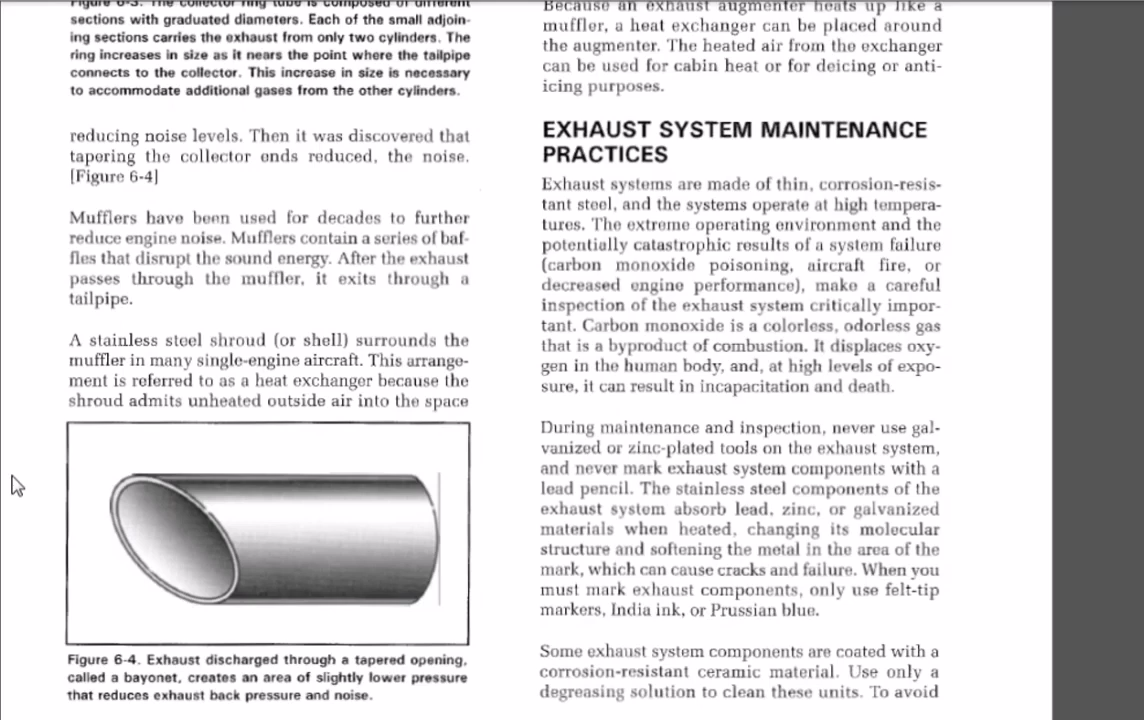 Figure 6-3. The collector ring tube is composed of different
sections with graduated diameters. Each of the small adjoin-
ing sections carries the exhaust from only two cylinders. The
ring increases in size as it nears the point where the tailpipe
connects to the collector. This increase in size is necessary
to accommodate additional gases from the other cylinders.
reducing noise levels. Then it was discovered that
tapering the collector ends reduced, the noise.
[Figure 6-4]
Mufflers have been used for decades to further
reduce engine noise. Mufflers contain a series of baf-
fles that disrupt the sound energy. After the exhaust
passes through the muffler, it exits through a
tailpipe.
A stainless steel shroud (or shell) surrounds the
muffler in many single-engine aircraft. This arrange-
ment is referred to as a heat exchanger because the
shroud admits unheated outside air into the space
Figure 6-4. Exhaust discharged through a tapered opening,
called a bayonet, creates an area of slightly lower pressure
that reduces exhaust back pressure and noise.
Because an exhaust augmenter heats up like a
muffler, a heat exchanger can be placed around
the augmenter. The heated air from the exchanger
can be used for cabin heat or for deicing or anti-
icing purposes.
EXHAUST SYSTEM MAINTENANCE
PRACTICES
Exhaust systems are made of thin, corrosion-resis-
tant steel, and the systems operate at high tempera-
tures. The extreme operating environment and the
potentially catastrophic results of a system failure
(carbon monoxide poisoning, aircraft fire, or
decreased engine performance), make a careful
inspection of the exhaust system critically impor-
tant. Carbon monoxide is a colorless, odorless gas
that is a byproduct of combustion. It displaces oxy-
gen in the human body, and, at high levels of expo-
sure, it can result in incapacitation and death.
During maintenance and inspection, never use gal-
vanized or zinc-plated tools on the exhaust system,
and never mark exhaust system components with a
lead pencil. The stainless steel components of the
exhaust system absorb lead, zinc, or galvanized
materials when heated, changing its molecular
structure and softening the metal in the area of the
mark, which can cause cracks and failure. When you
must mark exhaust components, only use felt-tip
markers, India ink, or Prussian blue.
Some exhaust system components are coated with a
corrosion-resistant ceramic material. Use only a
degreasing solution to clean these units. To avoid